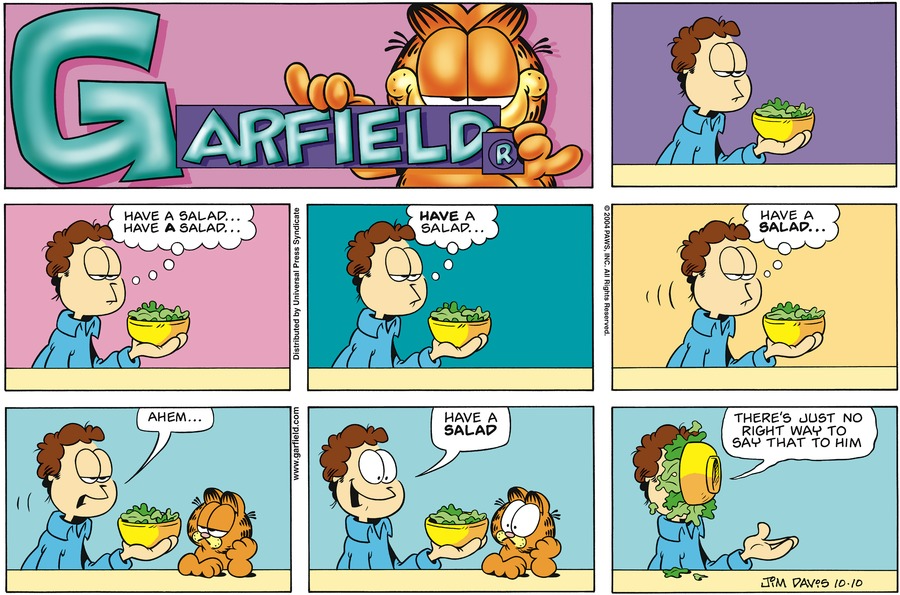 GARFIELD®
HAVE A SALAD...
HAVE A SALAD...
Distributed by Universal Press Syndicate
HAVE A
SALAD...
© 2004 PAWS, INC. All Rights Reserved.
HAVE A
SALAD...
AHEM...
www.garfield.com
HAVE A
SALAD
THERE'S JUST NO
RIGHT WAY TO
SAY THAT TO HIM
JIM DAVIS 10·10